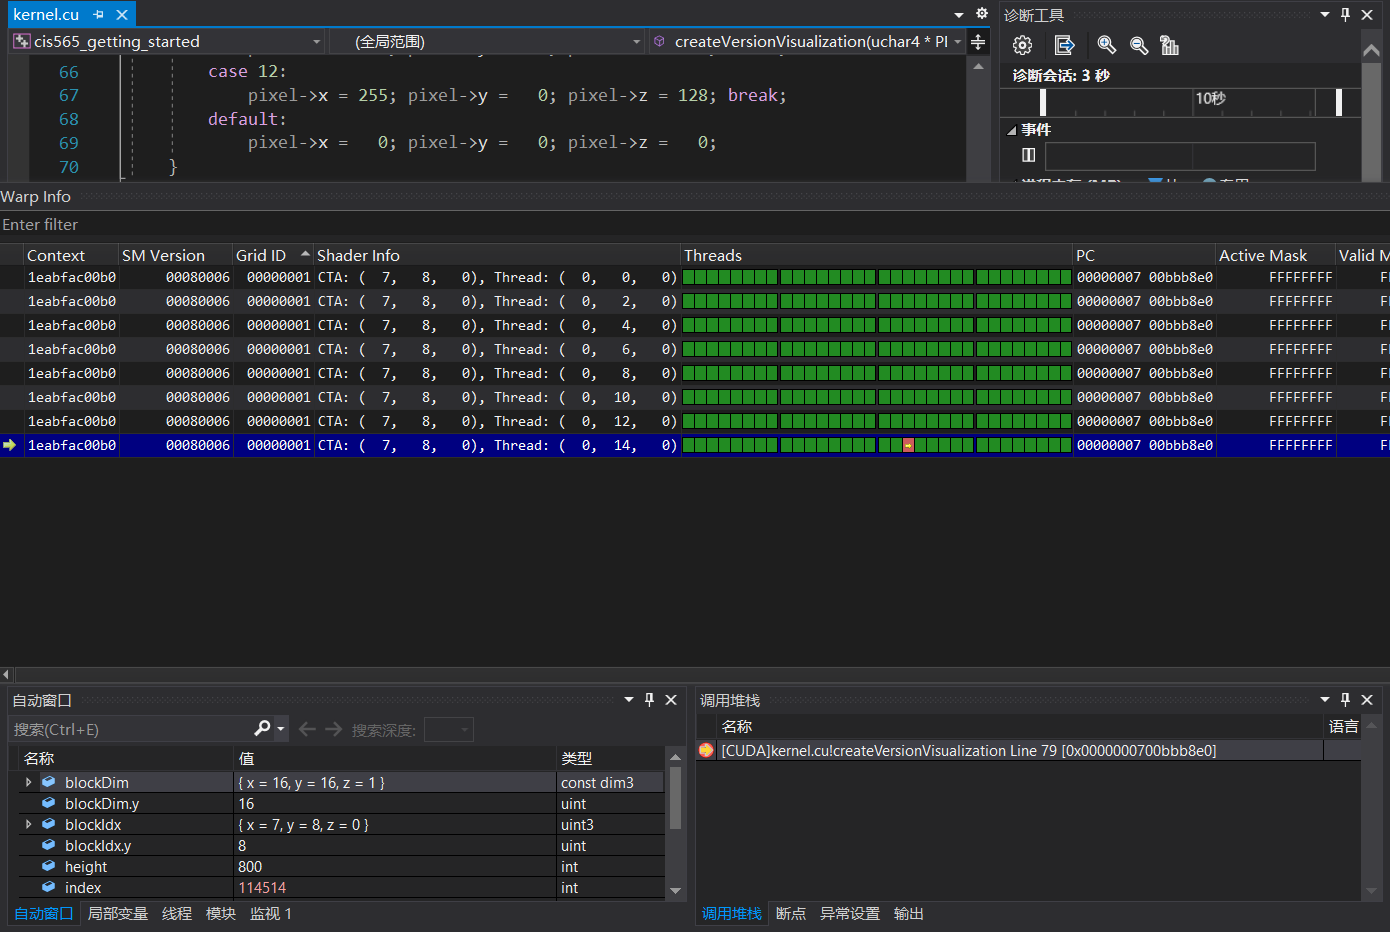 kernel.cu
诊断工具
cis565_getting_started
(全局范围)
createVersionVisualization(uchar4 * PI
66 case 12:
67 pixel->x = 255; pixel->y =   0; pixel->z = 128; break;
68 default:
69 pixel->x =   0; pixel->y =   0; pixel->z =   0;
70 }
诊断会话: 3 秒
10秒
事件
Warp Info
Enter filter
Context SM Version Grid ID Shader Info Threads PC Active Mask Valid M
1eabfac00b0 00080006 00000001 CTA: (  7,   8,   0), Thread: (  0,   0,   0) 00000007 00bbb8e0 FFFFFFFF FF
1eabfac00b0 00080006 00000001 CTA: (  7,   8,   0), Thread: (  0,   2,   0) 00000007 00bbb8e0 FFFFFFFF FF
1eabfac00b0 00080006 00000001 CTA: (  7,   8,   0), Thread: (  0,   4,   0) 00000007 00bbb8e0 FFFFFFFF FF
1eabfac00b0 00080006 00000001 CTA: (  7,   8,   0), Thread: (  0,   6,   0) 00000007 00bbb8e0 FFFFFFFF FF
1eabfac00b0 00080006 00000001 CTA: (  7,   8,   0), Thread: (  0,   8,   0) 00000007 00bbb8e0 FFFFFFFF FF
1eabfac00b0 00080006 00000001 CTA: (  7,   8,   0), Thread: (  0,  10,   0) 00000007 00bbb8e0 FFFFFFFF FF
1eabfac00b0 00080006 00000001 CTA: (  7,   8,   0), Thread: (  0,  12,   0) 00000007 00bbb8e0 FFFFFFFF FF
1eabfac00b0 00080006 00000001 CTA: (  7,   8,   0), Thread: (  0,  14,   0) 00000007 00bbb8e0 FFFFFFFF FF
自动窗口
搜索(Ctrl+E)
搜索深度:
名称 值 类型
blockDim { x = 16, y = 16, z = 1 } const dim3
blockDim.y 16 uint
blockIdx { x = 7, y = 8, z = 0 } uint3
blockIdx.y 8 uint
height 800 int
index 114514 int
自动窗口 局部变量 线程 模块 监视 1
调用堆栈
名称 语言
[CUDA]kernel.cu!createVersionVisualization Line 79 [0x0000000700bbb8e0]
调用堆栈 断点 异常设置 输出